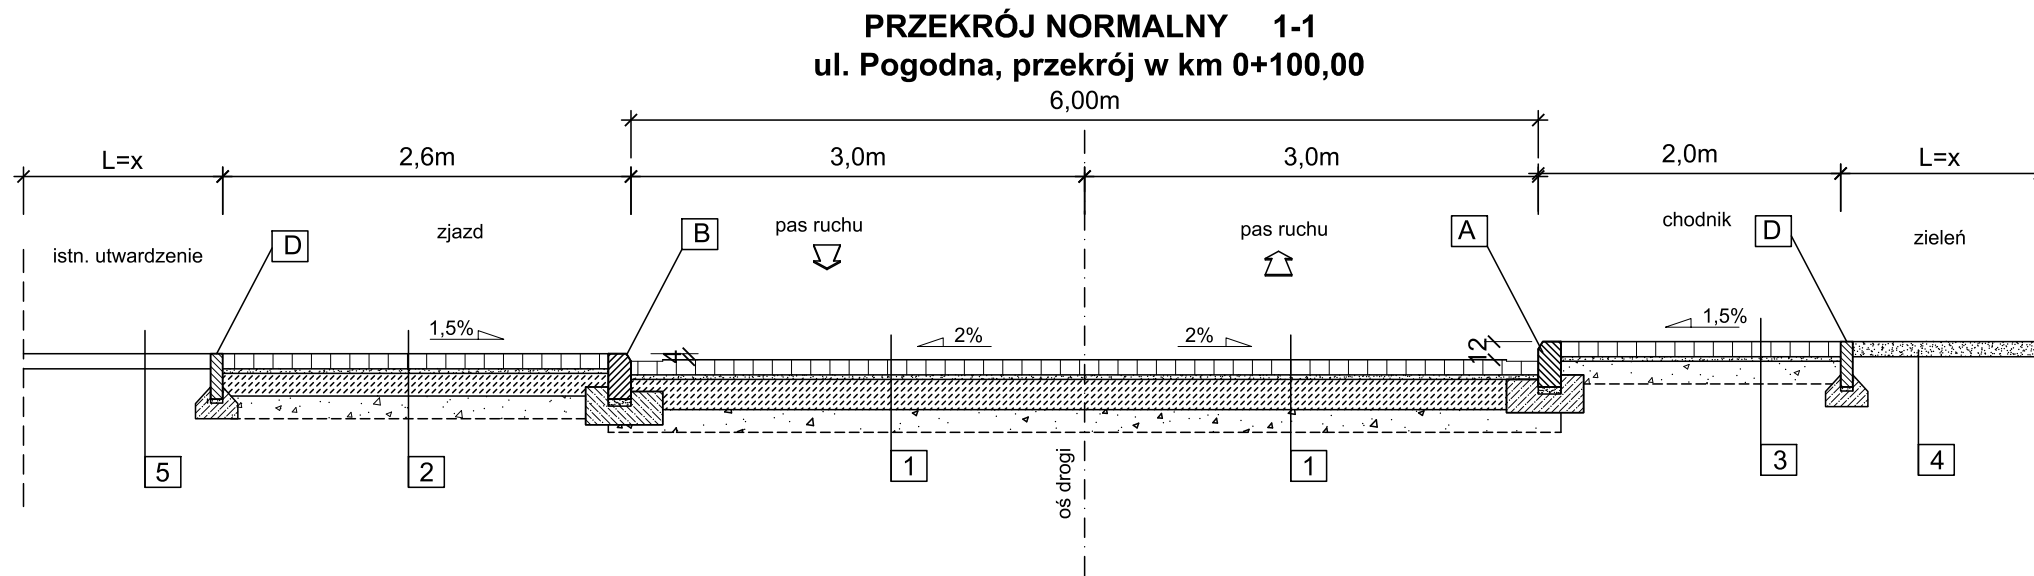 PRZEKRÓJ NORMALNY 1-1
ul. Pogodna, przekrój w km 0+100,00
6,00m
L=x 2,6m 3,0m 3,0m 2,0m L=x
istn. utwardzenie
D
zjazd
B
pas ruchu
pas ruchu
A
chodnik
D
zieleń
1,5%
4
2%
2%
12
1,5%
5
2
1
oś drogi
1
3
4